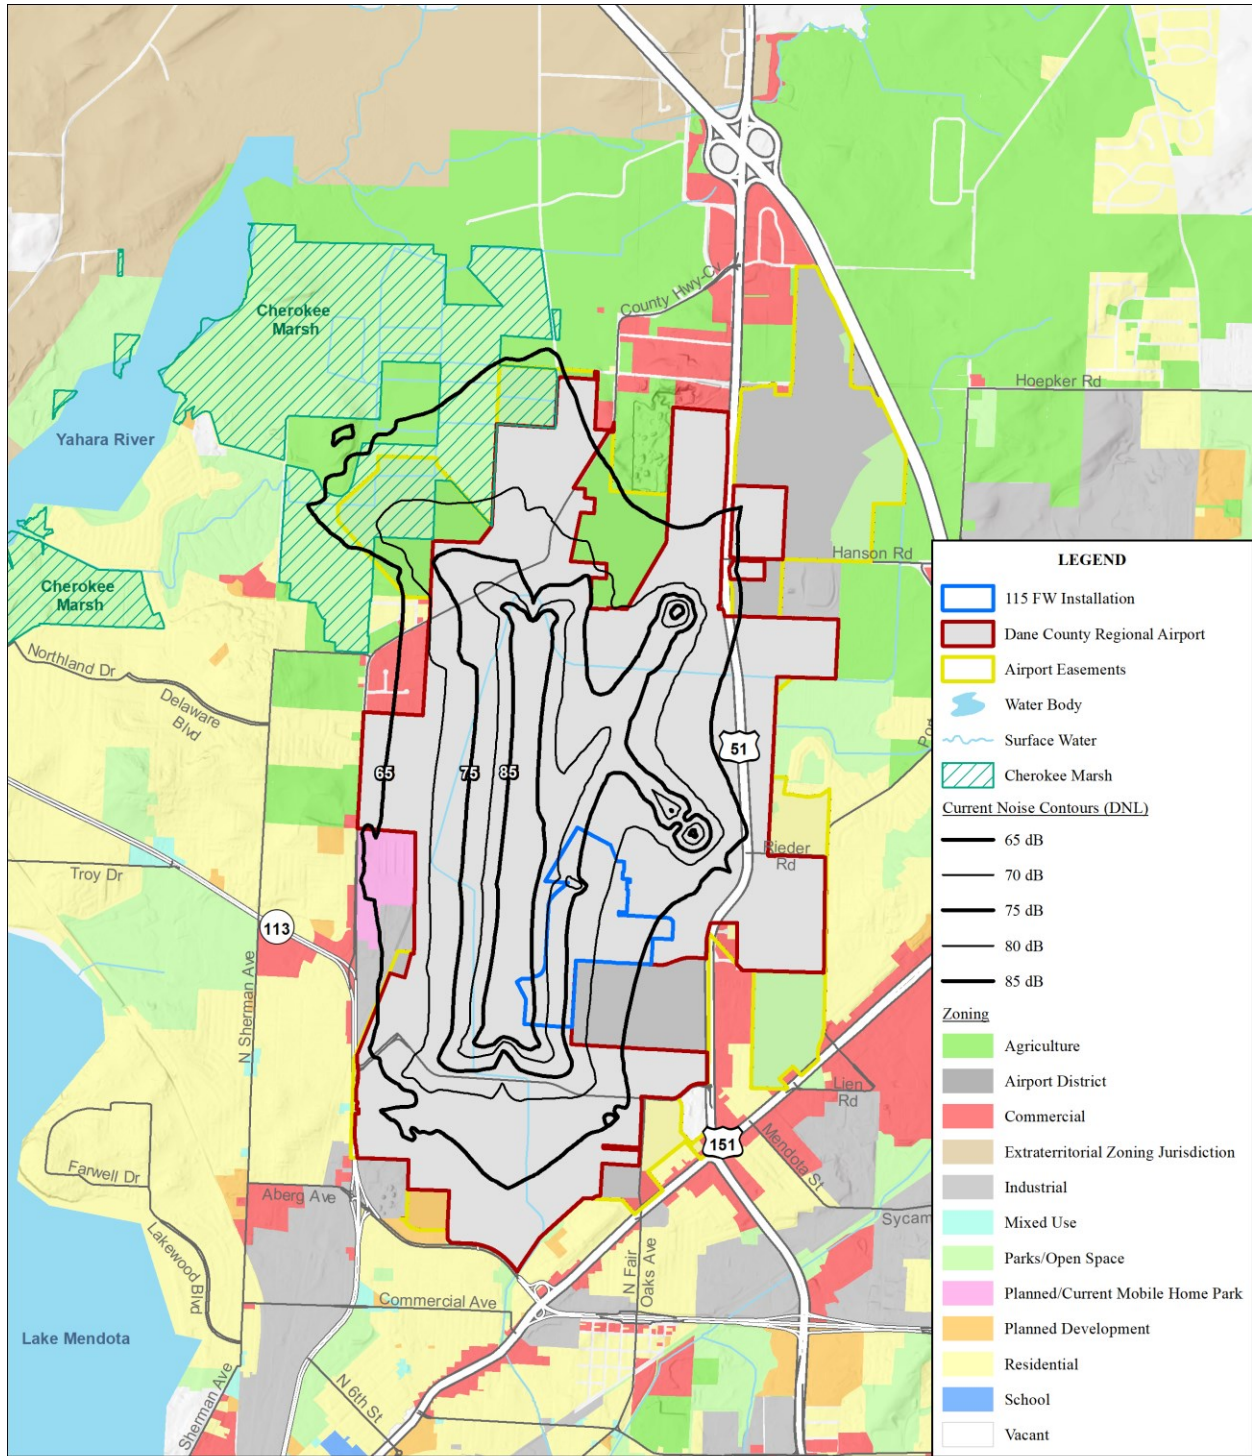 County Hwy-Cv
Cherokee
Marsh
Hoepker Rd
Yahara River
Hanson Rd
Cherokee
Marsh
Northland Dr
Delaware
Blvd
51
65
75
85
Rieder
Rd
Troy Dr
113
N Sherman Ave
Lien
Rd
Mendota St
151
Farwell Dr
Aberg Ave
Sycam
Lakewood
Blvd
N Fair
Oaks Ave
Commercial Ave
Lake Mendota
N 6th St
Sherman Ave
Por
LEGEND
115 FW Installation
Dane County Regional Airport
Airport Easements
Water Body
Surface Water
Cherokee Marsh
Current Noise Contours (DNL)
65 dB
70 dB
75 dB
80 dB
85 dB
Zoning
Agriculture
Airport District
Commercial
Extraterritorial Zoning Jurisdiction
Industrial
Mixed Use
Parks/Open Space
Planned/Current Mobile Home Park
Planned Development
Residential
School
Vacant